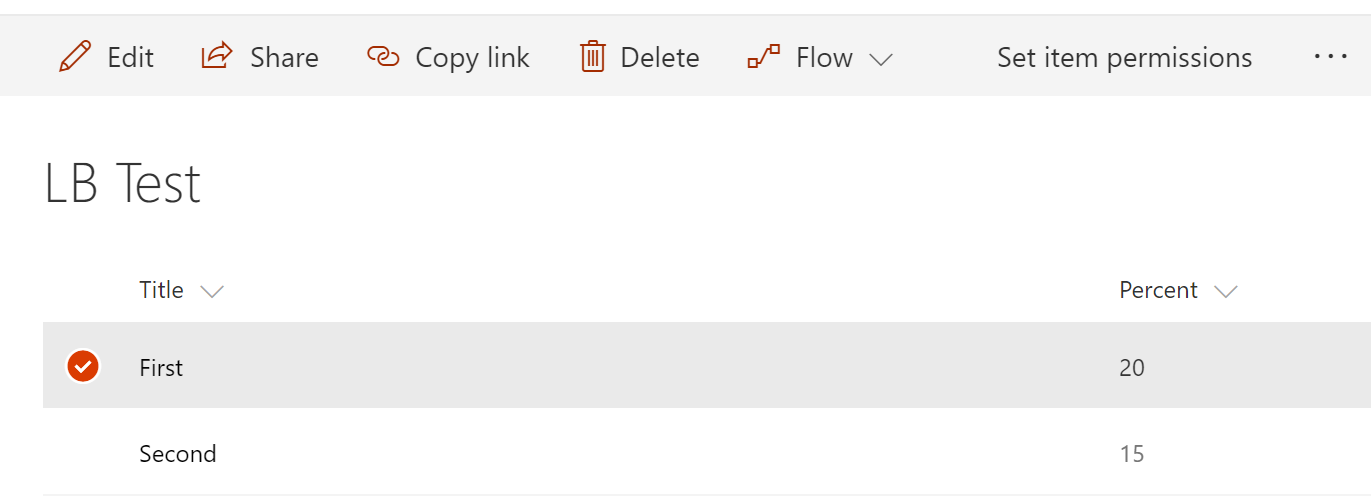 Edit Share Copy link Delete Flow Set item permissions ...
LB Test
Title Percent
First 20
Second 15